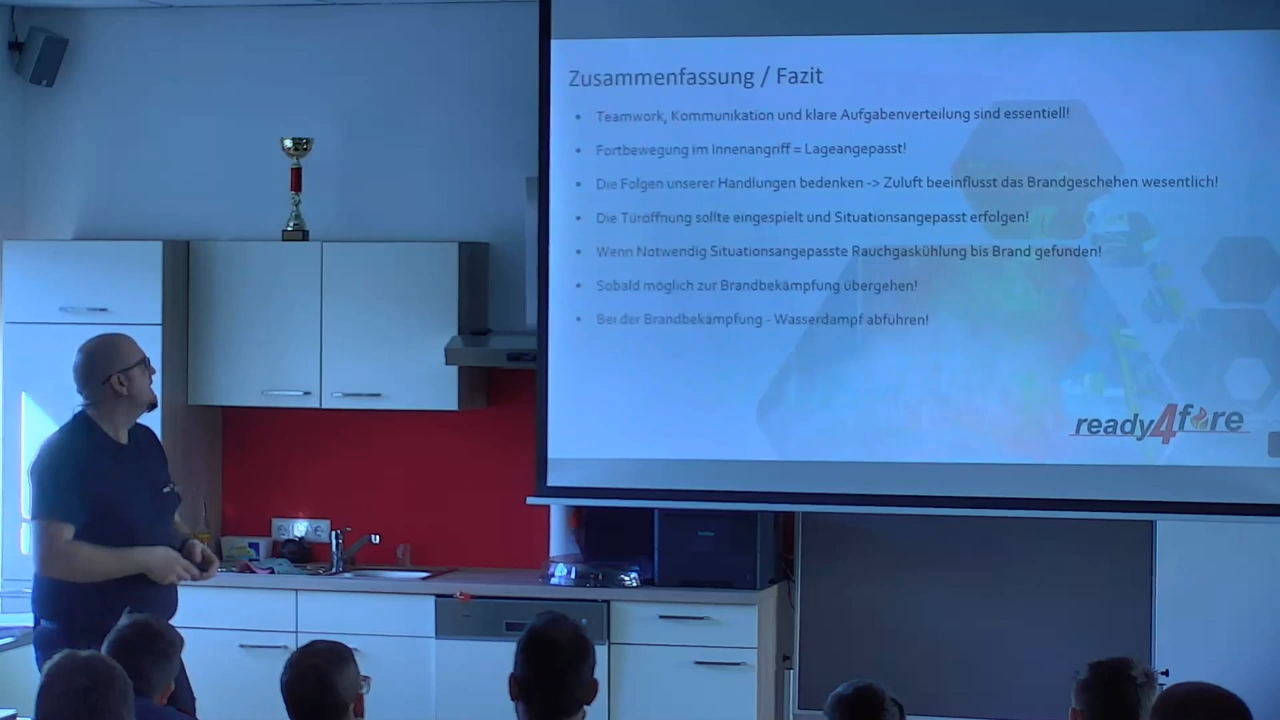 Zusammenfassung / Fazit
• Teamwork, Kommunikation und klare Aufgabenverteilung sind essentiell!
• Fortbewegung im Innenangriff = Lageangepasst!
• Die Folgen unserer Handlungen bedenken -> Zuluft beeinflusst das Brandgeschehen wesentlich!
• Die Türöffnung sollte eingespielt und Situationsangepasst erfolgen!
• Wenn Notwendig Situationsangepasste Rauchgaskühlung bis Brand gefunden!
• Sobald möglich zur Brandbekämpfung übergehen!
• Bei der Brandbekämpfung - Wasserdampf abführen!
ready4fire